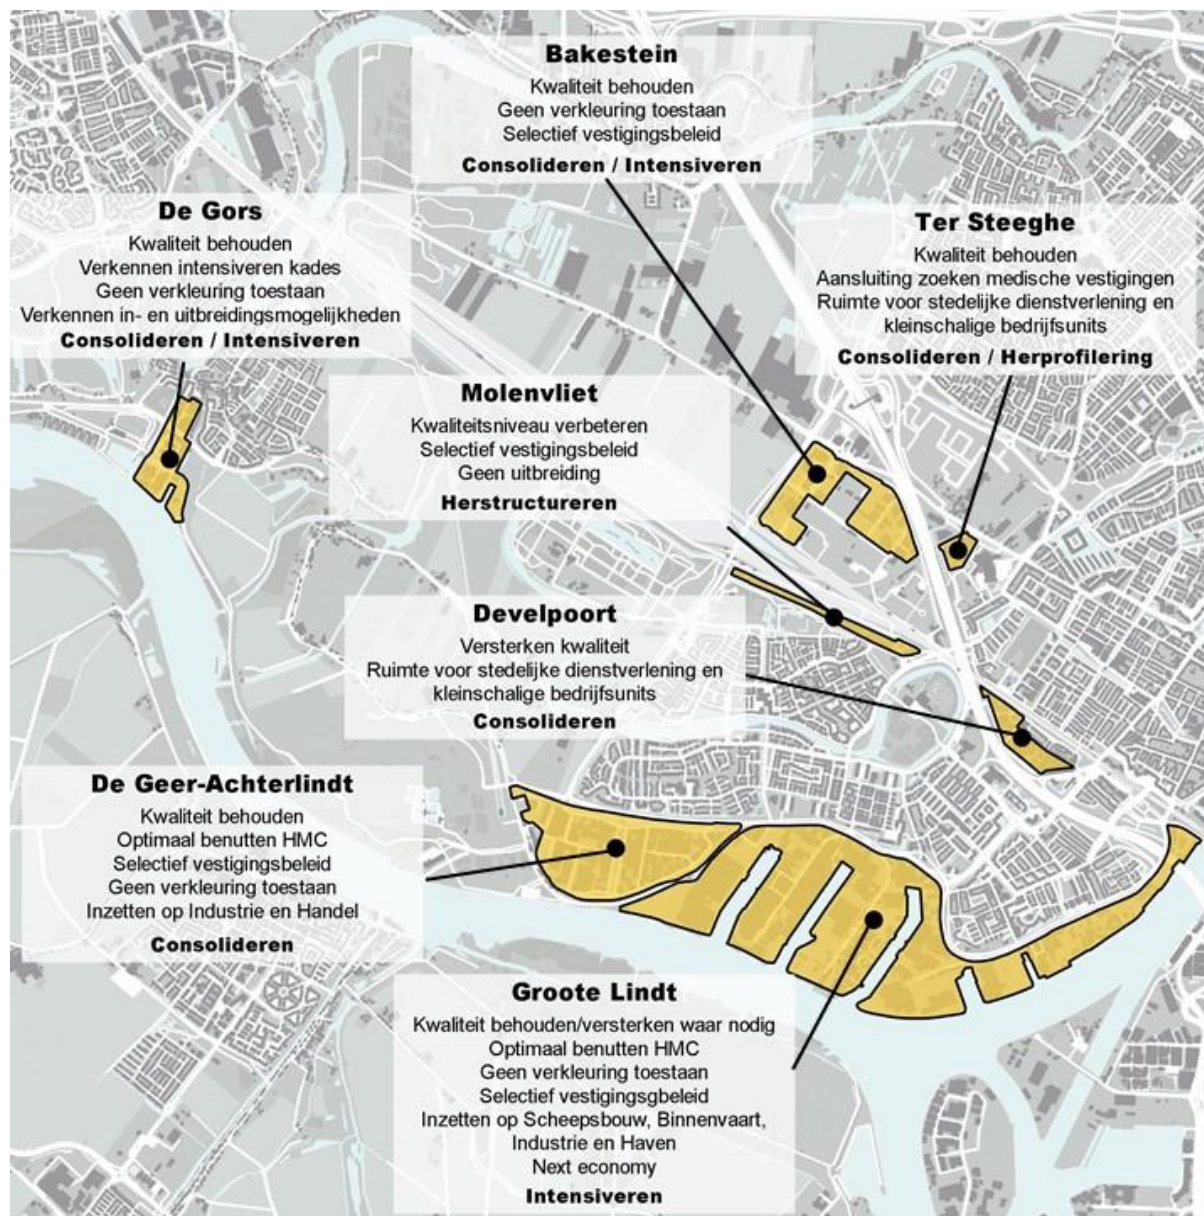 Bakestein
Kwaliteit behouden
Geen verkleuring toestaan
Selectief vestigingsbeleid
Consolideren / Intensiveren
De Gors
Kwaliteit behouden
Verkennen intensiveren kades
Geen verkleuring toestaan
Verkennen in- en uitbreidingsmogelijkheden
Consolideren / Intensiveren
Ter Steeghe
Kwaliteit behouden
Aansluiting zoeken medische vestigingen
Ruimte voor stedelijke dienstverlening en
kleinschalige bedrijfsunits
Consolideren / Herprofilering
Molenvliet
Kwaliteitsniveau verbeteren
Selectief vestigingsbeleid
Geen uitbreiding
Herstructureren
Develpoort
Versterken kwaliteit
Ruimte voor stedelijke dienstverlening en
kleinschalige bedrijfsunits
Consolideren
De Geer-Achterlindt
Kwaliteit behouden
Optimaal benutten HMC
Selectief vestigingsbeleid
Geen verkleuring toestaan
Inzetten op Industrie en Handel
Consolideren
Groote Lindt
Kwaliteit behouden/versterken waar nodig
Optimaal benutten HMC
Geen verkleuring toestaan
Selectief vestigingsgbeleid
Inzetten op Scheepsbouw, Binnenvaart,
Industrie en Haven
Next economy
Intensiveren